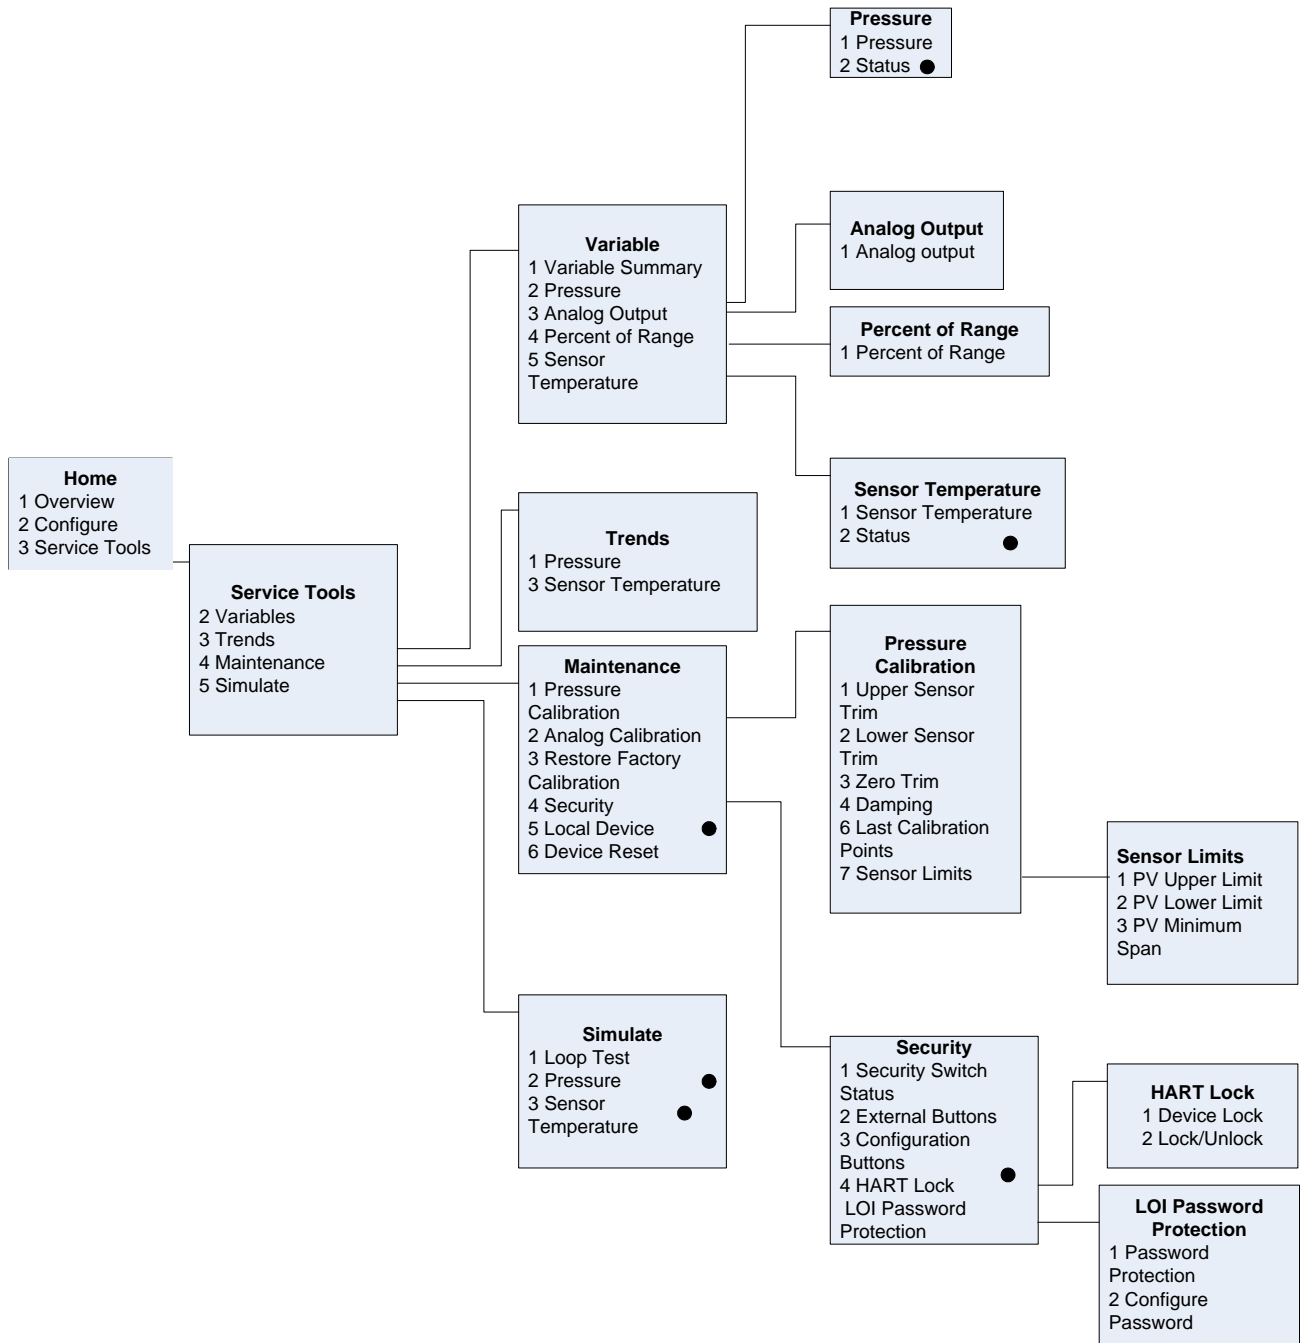 Home
1 Overview
2 Configure
3 Service Tools
Service Tools
2 Variables
3 Trends
4 Maintenance
5 Simulate
Variable
1 Variable Summary
2 Pressure
3 Analog Output
4 Percent of Range
5 Sensor
Temperature
Trends
1 Pressure
3 Sensor Temperature
Maintenance
1 Pressure
Calibration
2 Analog Calibration
3 Restore Factory
Calibration
4 Security
5 Local Device
6 Device Reset
Simulate
1 Loop Test
2 Pressure
3 Sensor
Temperature
Pressure
1 Pressure
2 Status
Analog Output
1 Analog output
Percent of Range
1 Percent of Range
Sensor Temperature
1 Sensor Temperature
2 Status
Pressure
Calibration
1 Upper Sensor
Trim
2 Lower Sensor
Trim
3 Zero Trim
4 Damping
6 Last Calibration
Points
7 Sensor Limits
Security
1 Security Switch
Status
2 External Buttons
3 Configuration
Buttons
4 HART Lock
LOI Password
Protection
Sensor Limits
1 PV Upper Limit
2 PV Lower Limit
3 PV Minimum
Span
HART Lock
1 Device Lock
2 Lock/Unlock
LOI Password
Protection
1 Password
Protection
2 Configure
Password